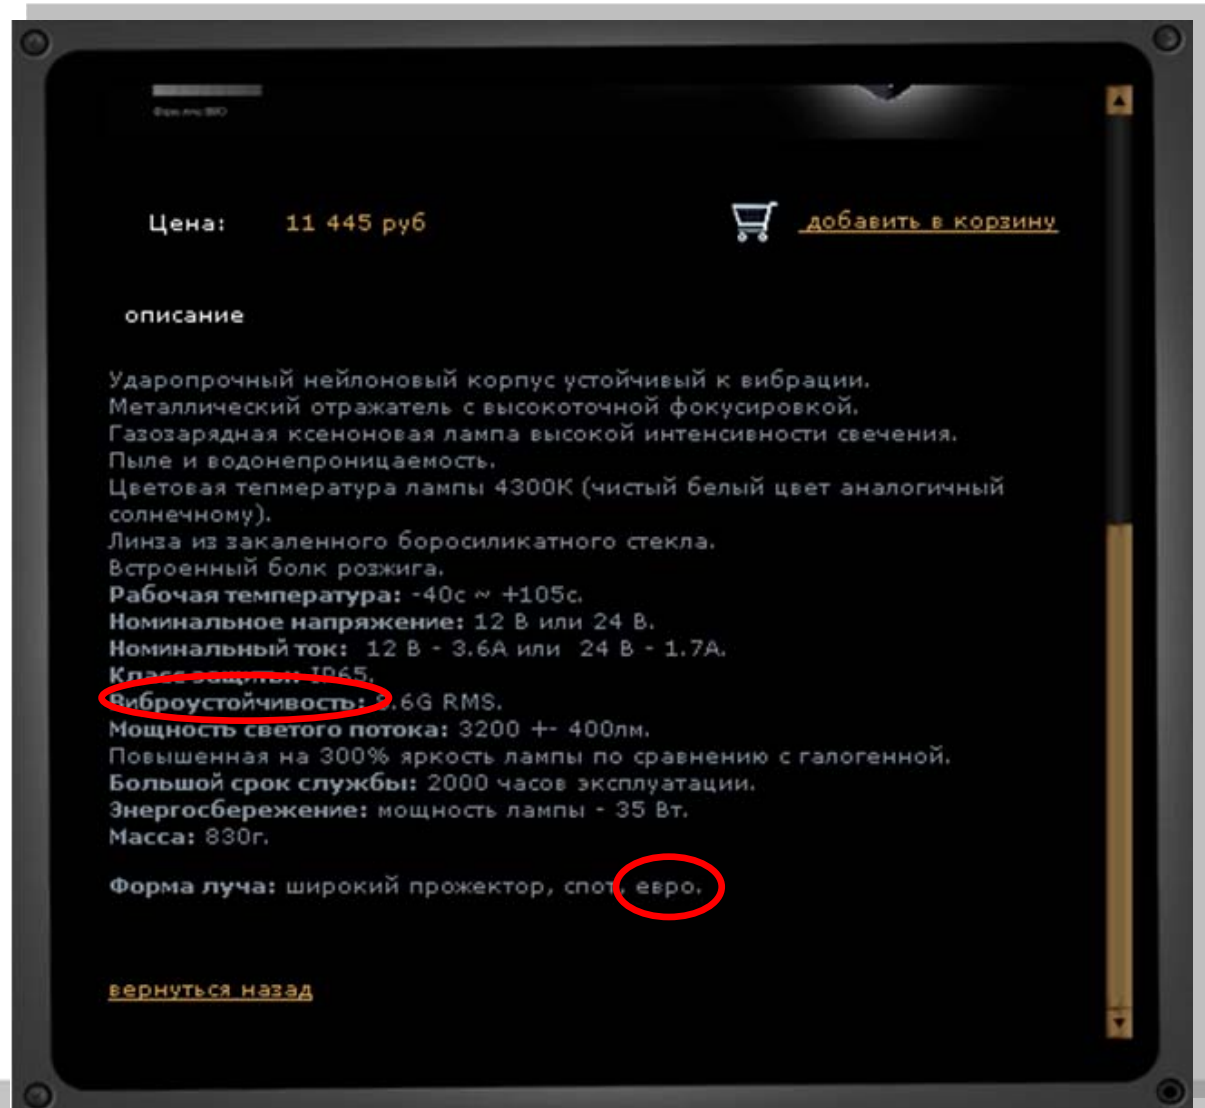 Цена: 11 445 руб добавить в корзину
описание
Ударопрочный нейлоновый корпус устойчивый к вибрации.
Металлический отражатель с высокоточной фокусировкой.
Газозарядная ксеноновая лампа высокой интенсивности свечения.
Пыле и водонепроницаемость.
Цветовая тепмература лампы 4300К (чистый белый цвет аналогичный
солнечному).
Линза из закаленного боросиликатного стекла.
Встроенный болк розжига.
Рабочая температура: -40с ~ +105с.
Номинальное напряжение: 12 В или 24 В.
Номинальный ток: 12 В - 3.6А или 24 В - 1.7А.
Класс защиты: IP65.
Виброустойчивость: 8.6G RMS.
Мощность светого потока: 3200 +- 400лм.
Повышенная на 300% яркость лампы по сравнению с галогенной.
Большой срок службы: 2000 часов эксплуатации.
Энергосбережение: мощность лампы - 35 Вт.
Масса: 830г.
Форма луча: широкий прожектор, спот, евро.
вернуться назад